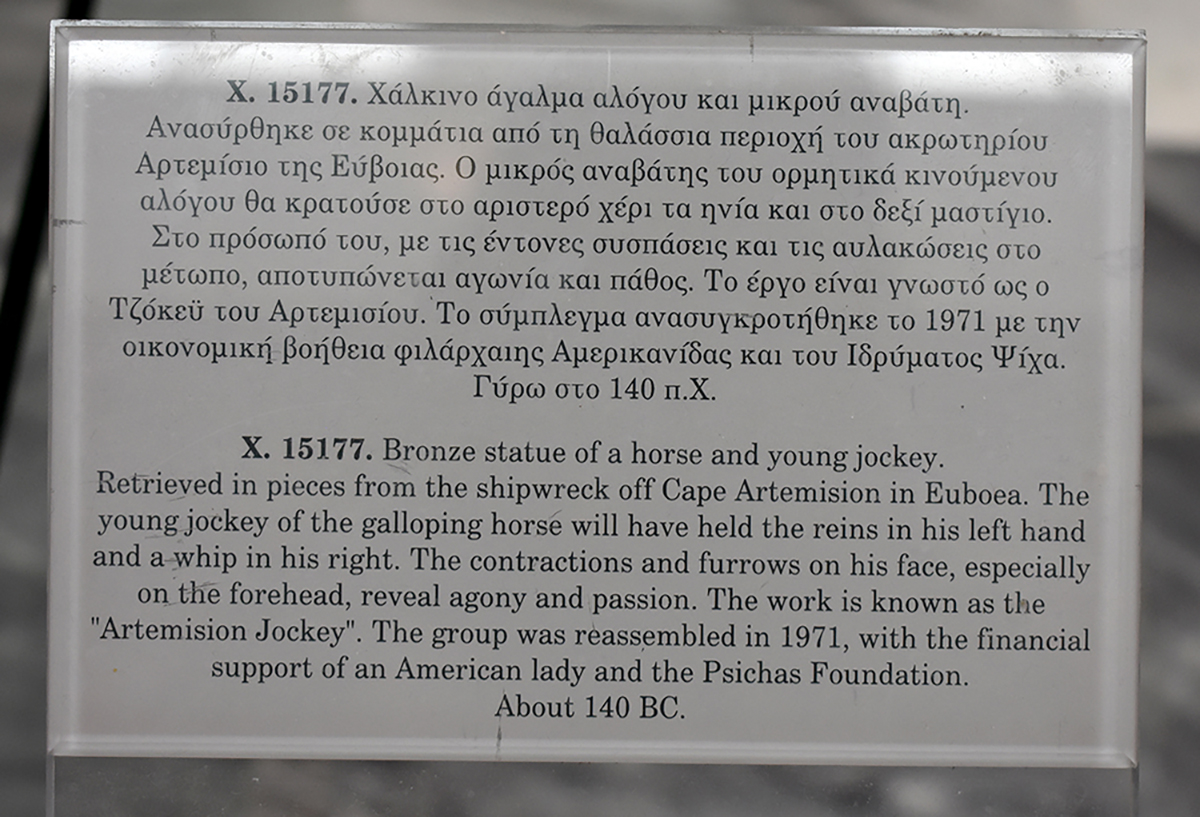 Χ. 15177. Χάλκινο άγαλμα αλόγου και μικρού αναβάτη.
Ανασύρθηκε σε κομμάτια από τη θαλάσσια περιοχή του ακρωτηρίου
Αρτεμίσιο της Εύβοιας. Ο μικρός αναβάτης του ορμητικά κινούμενου
αλόγου θα κρατούσε στο αριστερό χέρι τα ηνία και στο δεξί μαστίγιο.
Στο πρόσωπό του, με τις έντονες συσπάσεις και τις αυλακώσεις στο
μέτωπο, αποτυπώνεται αγωνία και πάθος. Το έργο είναι γνωστό ως ο
Τζόκεϋ του Αρτεμισίου. Το σύμπλεγμα ανασυγκροτήθηκε το 1971 με την
οικονομική βοήθεια φιλάρχαιης Αμερικανίδας και του Ιδρύματος Ψίχα.
Γύρω στο 140 π.Χ.
X. 15177. Bronze statue of a horse and young jockey.
Retrieved in pieces from the shipwreck off Cape Artemision in Euboea. The
young jockey of the galloping horse will have held the reins in his left hand
and a whip in his right. The contractions and furrows on his face, especially
on the forehead, reveal agony and passion. The work is known as the
"Artemision Jockey". The group was reassembled in 1971, with the financial
support of an American lady and the Psichas Foundation.
About 140 BC.